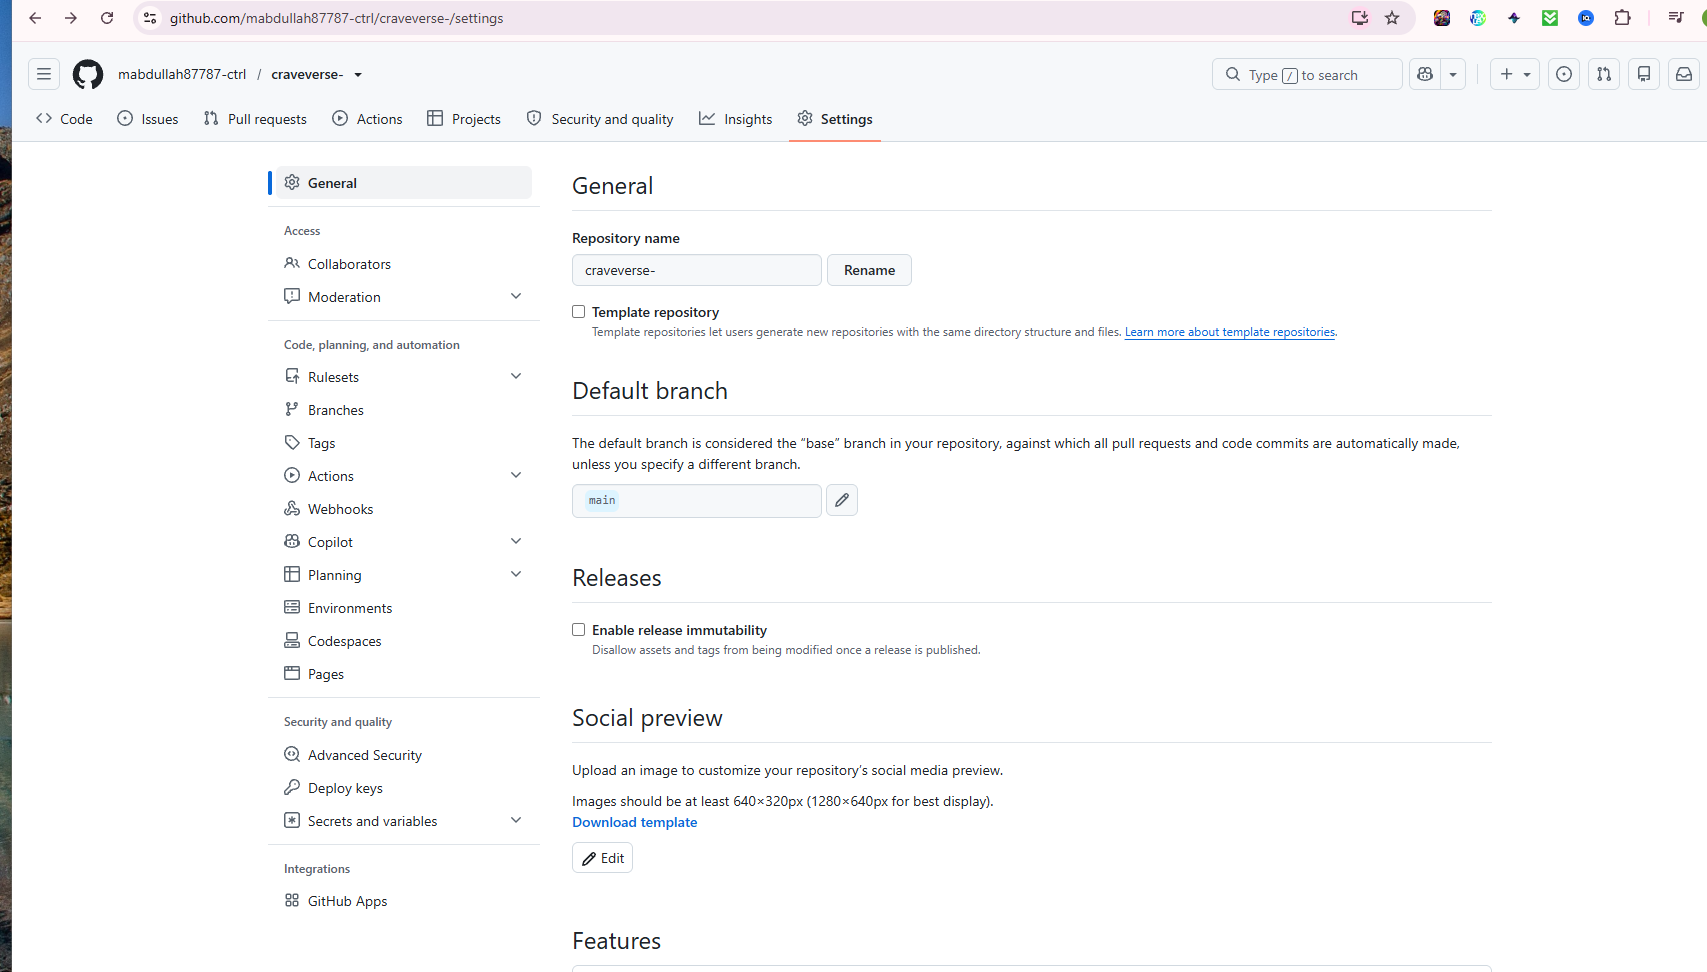 github.com/mabdullah87787-ctrl/craveverse-/settings
mabdullah87787-ctrl / craveverse-
Type / to search
Code
Issues
Pull requests
Actions
Projects
Security and quality
Insights
Settings
General
Access
Collaborators
Moderation
Code, planning, and automation
Rulesets
Branches
Tags
Actions
Webhooks
Copilot
Planning
Environments
Codespaces
Pages
Security and quality
Advanced Security
Deploy keys
Secrets and variables
Integrations
GitHub Apps
General
Repository name
craveverse-
Rename
Template repository
Template repositories let users generate new repositories with the same directory structure and files. Learn more about template repositories.
Default branch
The default branch is considered the “base” branch in your repository, against which all pull requests and code commits are automatically made,
unless you specify a different branch.
main
Releases
Enable release immutability
Disallow assets and tags from being modified once a release is published.
Social preview
Upload an image to customize your repository’s social media preview.
Images should be at least 640×320px (1280×640px for best display).
Download template
Edit
Features